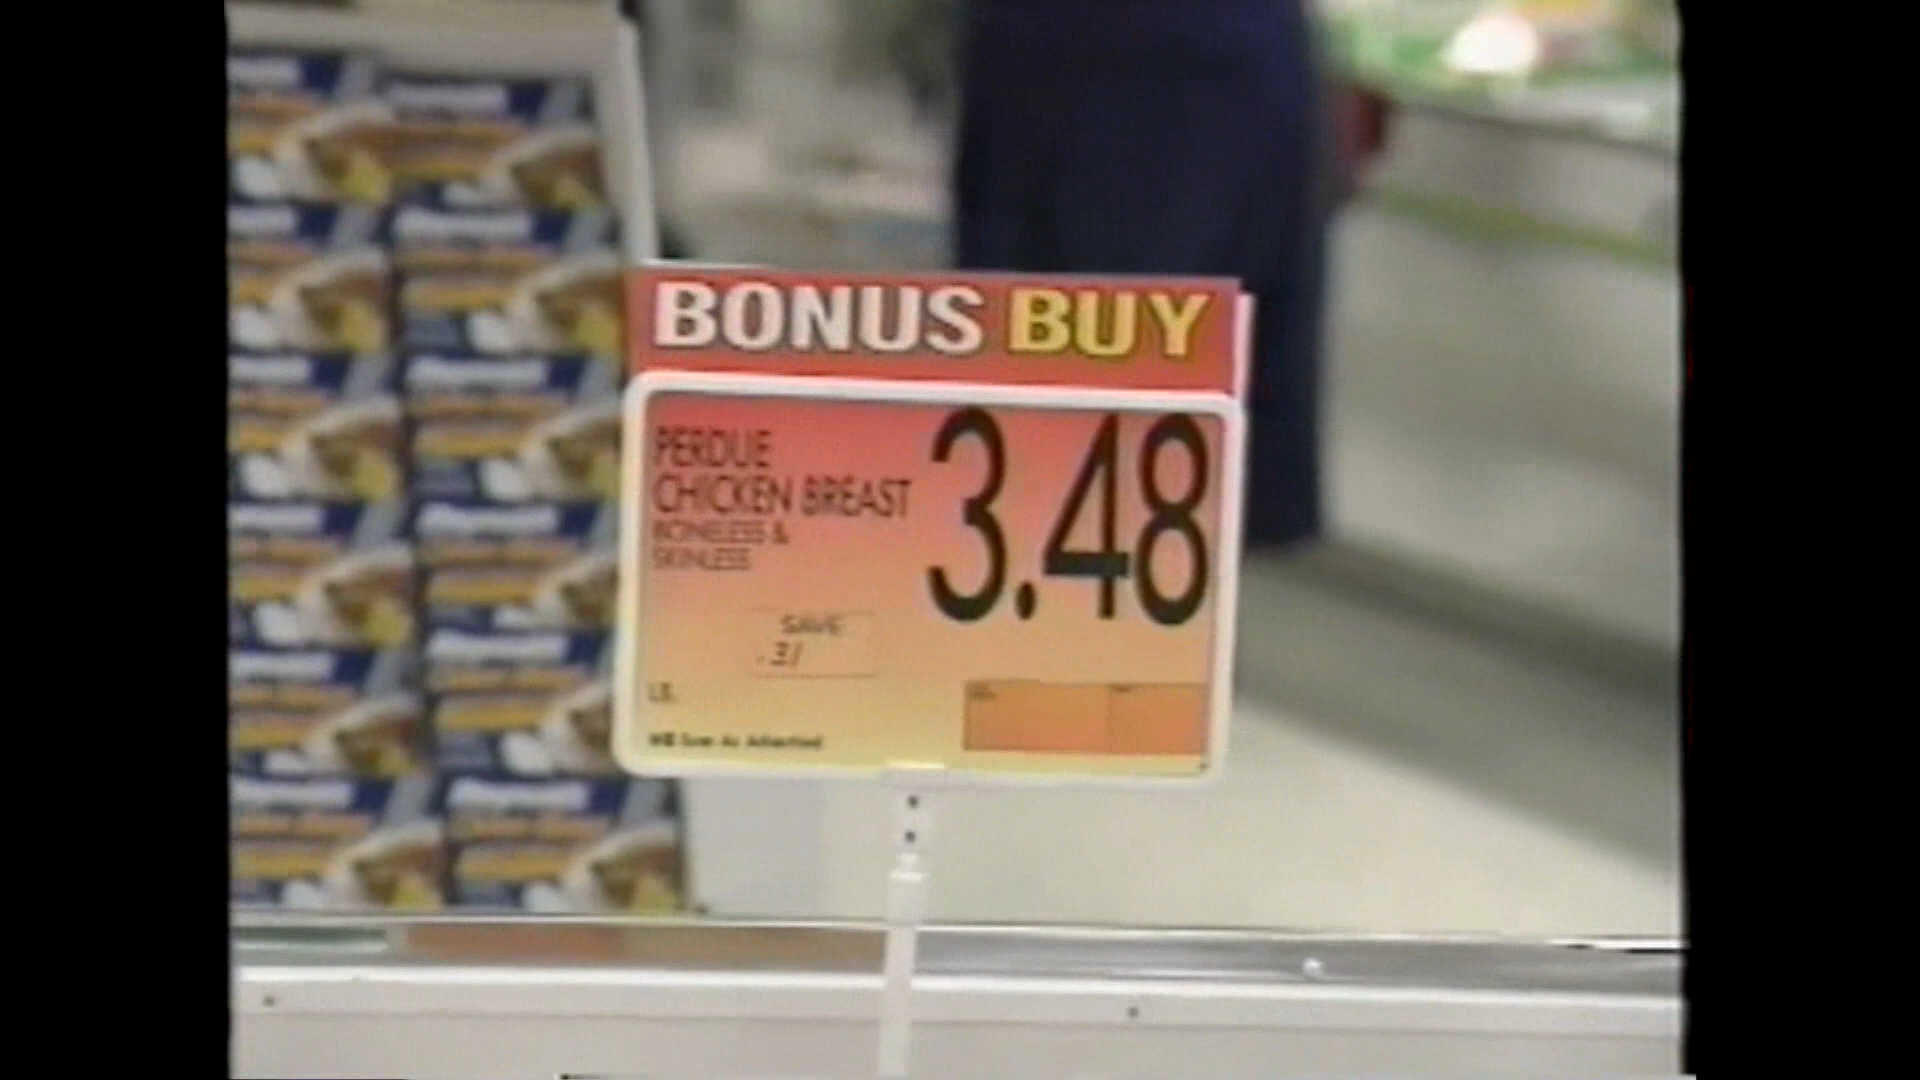 BONUS BUY
PERDUE
CHICKEN BREAST
BONELESS &
SKINLESS
3.48
SAVE
.31
LB.